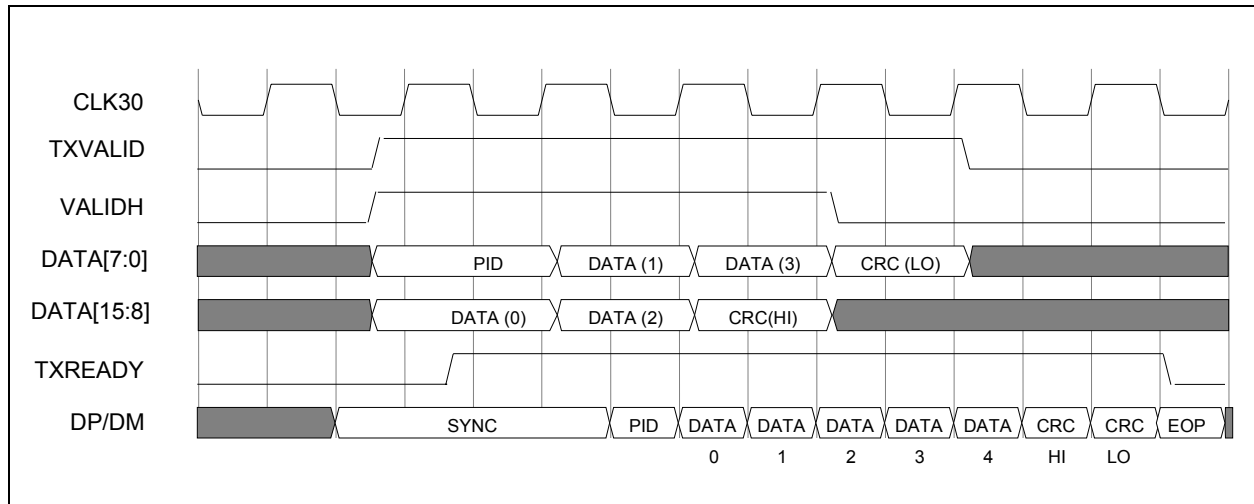 CLK30
TXVALID
VALIDH
DATA[7:0] PID DATA (1) DATA (3) CRC (LO)
DATA[15:8] DATA (0) DATA (2) CRC(HI)
TXREADY
DP/DM SYNC PID DATA DATA DATA DATA DATA CRC CRC EOP
0 1 2 3 4 HI LO